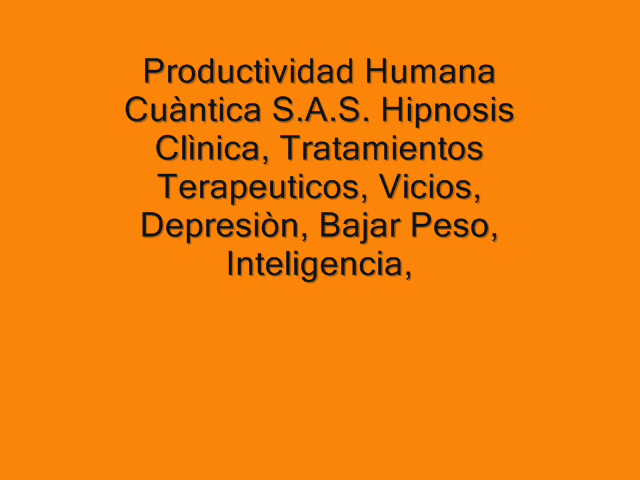 Productividad Humana
Cuàntica S.A.S. Hipnosis
Clìnica, Tratamientos
Terapeuticos, Vicios,
Depresiòn, Bajar Peso,
Inteligencia,